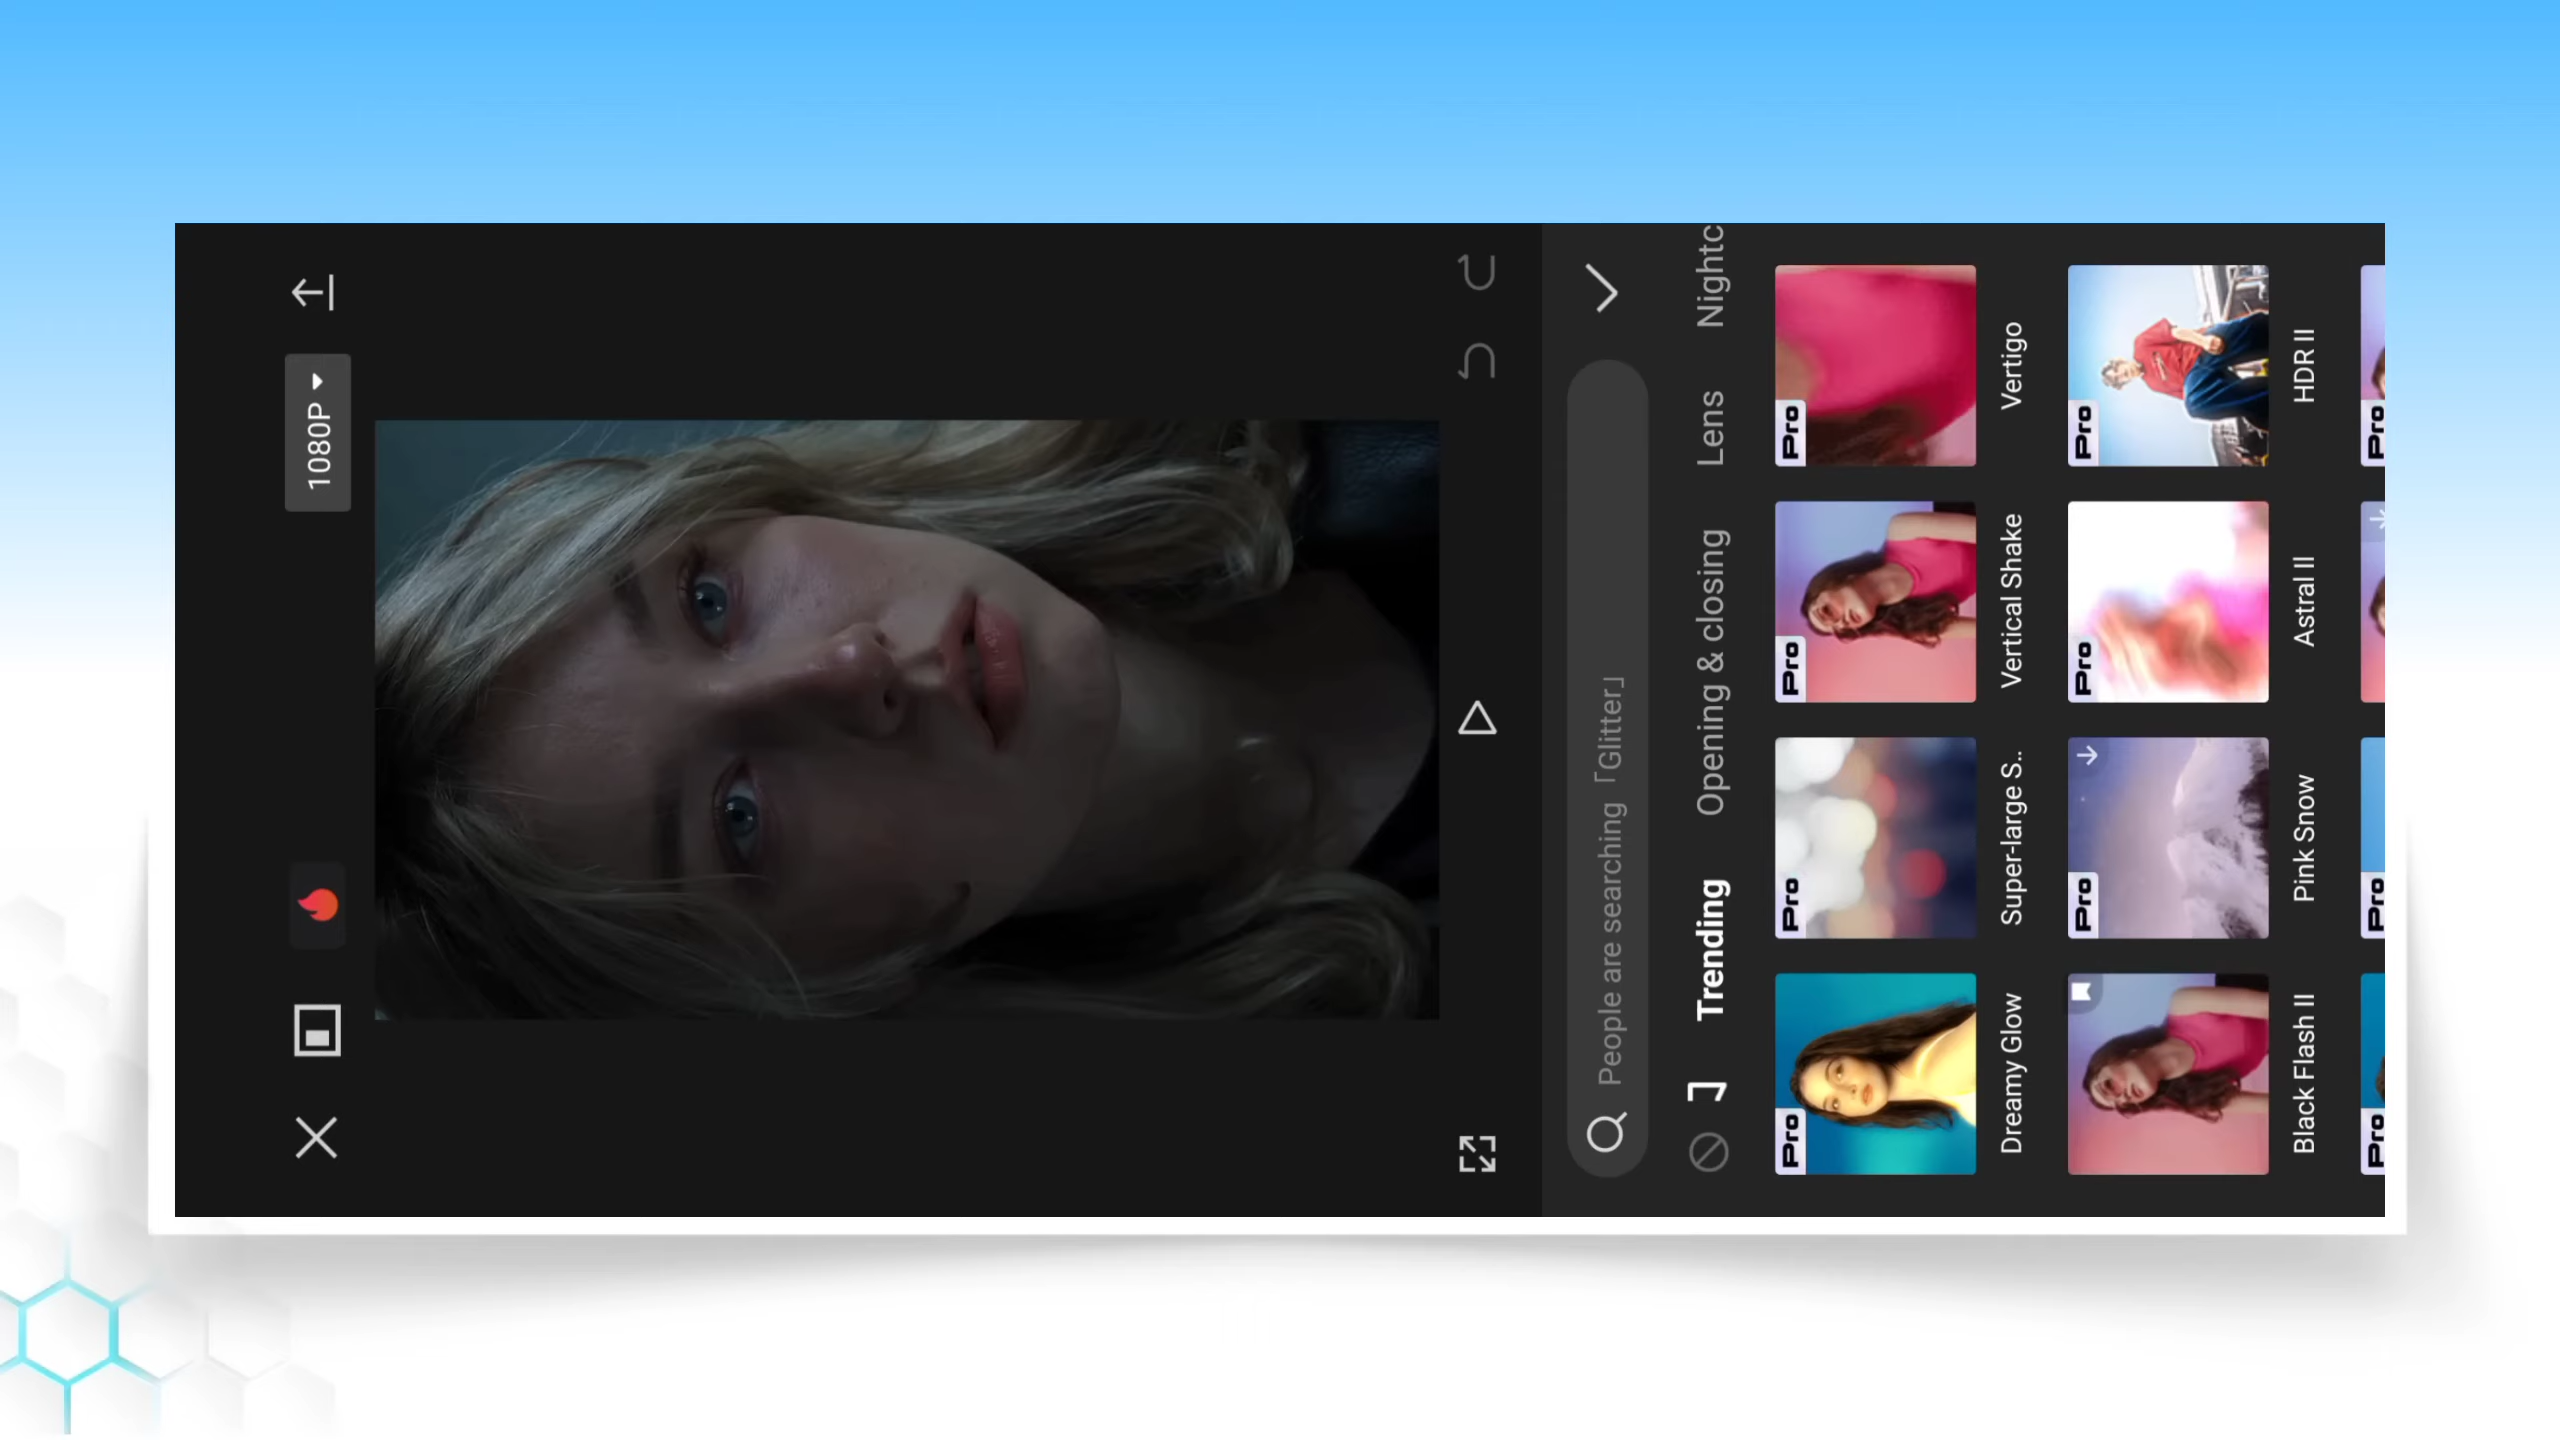 1080P
People are searching「Glitter」
Trending
Opening & closing
Lens
Nightc
Pro
Pro
Pro
Pro
Dreamy Glow
Super-large S..
Vertical Shake
Vertigo
Pro
Pro
Pro
Black Flash II
Pink Snow
Astral II
HDR II
Pro
Pro
Pro